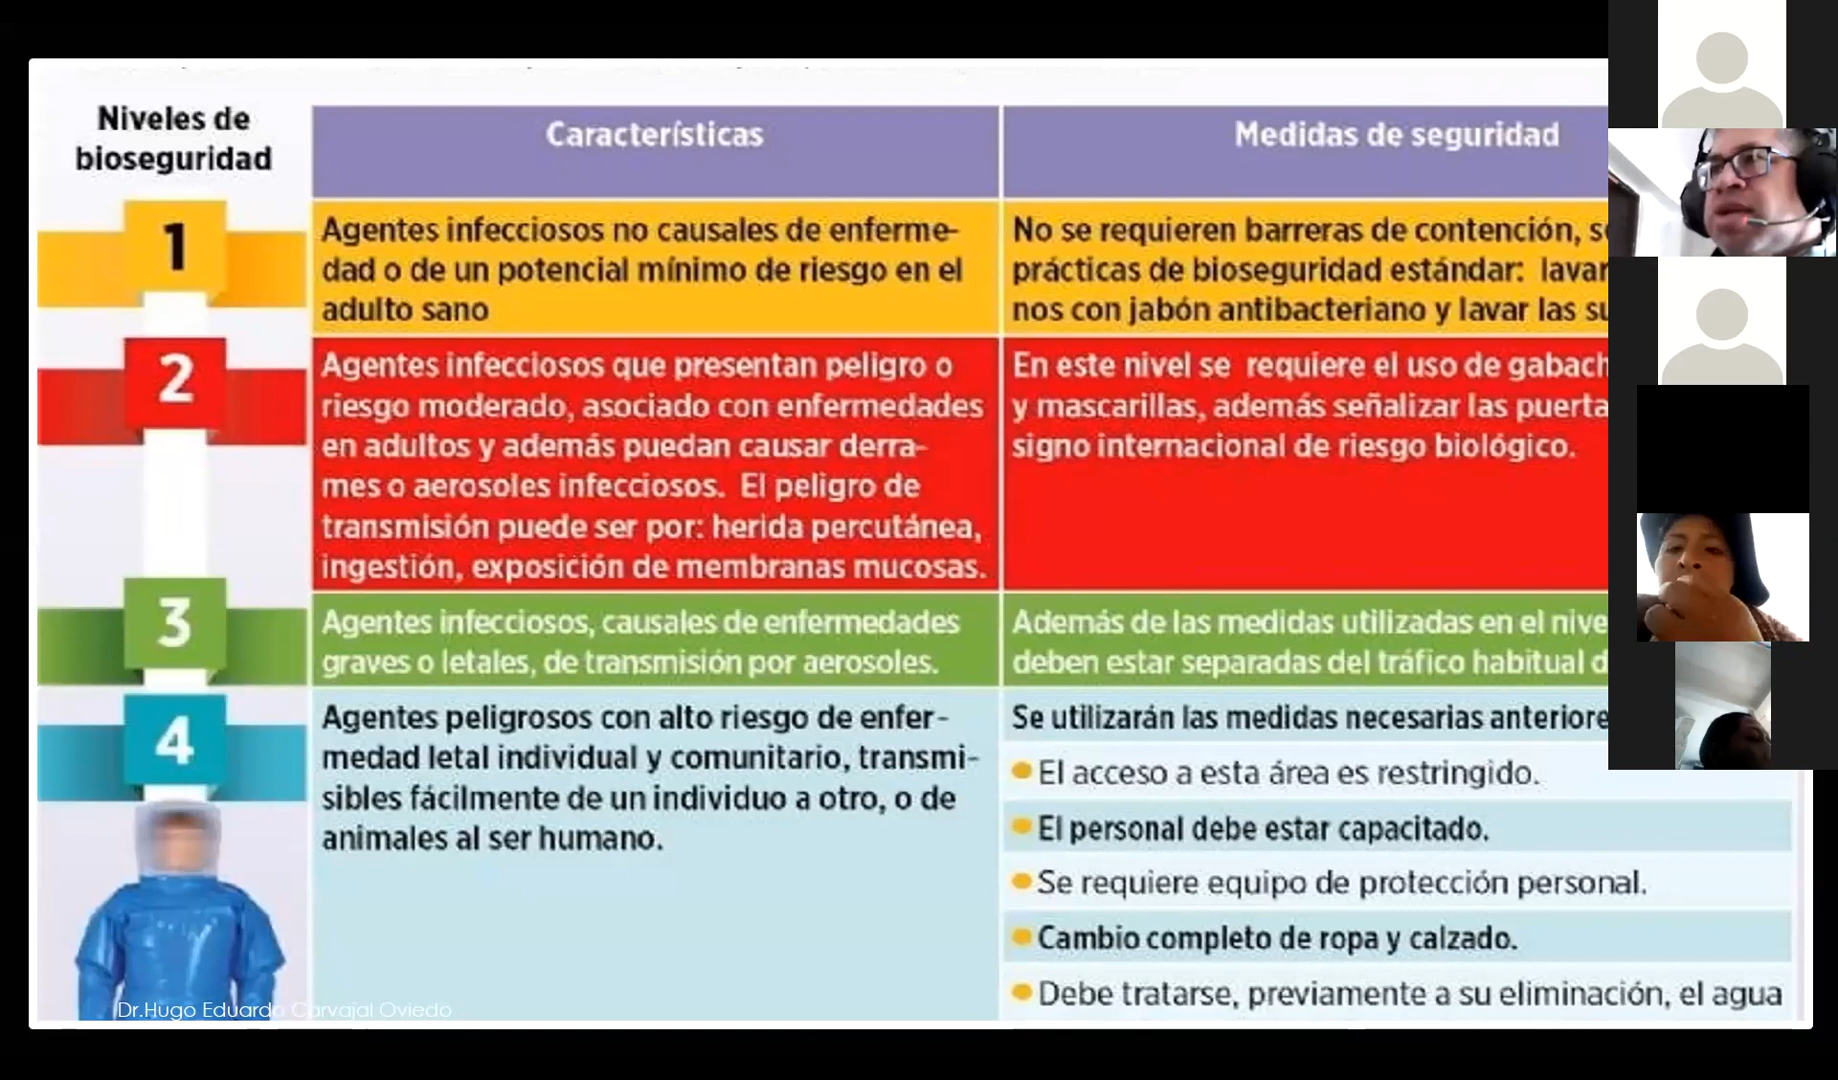 Niveles de
bioseguridad
Características
Medidas de seguridad
1
Agentes infecciosos no causales de enferme-
dad o de un potencial mínimo de riesgo en el
adulto sano
No se requieren barreras de contención,
prácticas de bioseguridad estándar: lavar
nos con jabón antibacteriano y lavar las
2
Agentes infecciosos que presentan peligro o
riesgo moderado, asociado con enfermedades
en adultos y además puedan causar derra-
mes o aerosoles infecciosos. El peligro de
transmisión puede ser por: herida percutánea,
ingestión, exposición de membranas mucosas.
En este nivel se requiere el uso de gabach
y mascarillas, además señalizar las puerta
signo internacional de riesgo biológico.
3
Agentes infecciosos, causales de enfermedades
graves o letales, de transmisión por aerosoles.
Además de las medidas utilizadas en el nive
deben estar separadas del tráfico habitual d
4
Agentes peligrosos con alto riesgo de enfer-
medad letal individual y comunitario, transmi-
sibles fácilmente de un individuo a otro, o de
animales al ser humano.
Se utilizarán las medidas necesarias anteriore
El acceso a esta área es restringido.
El personal debe estar capacitado.
Se requiere equipo de protección personal.
Cambio completo de ropa y calzado.
Debe tratarse, previamente a su eliminación, el agua
Dr.Hugo Eduardo Carvajal Oviedo